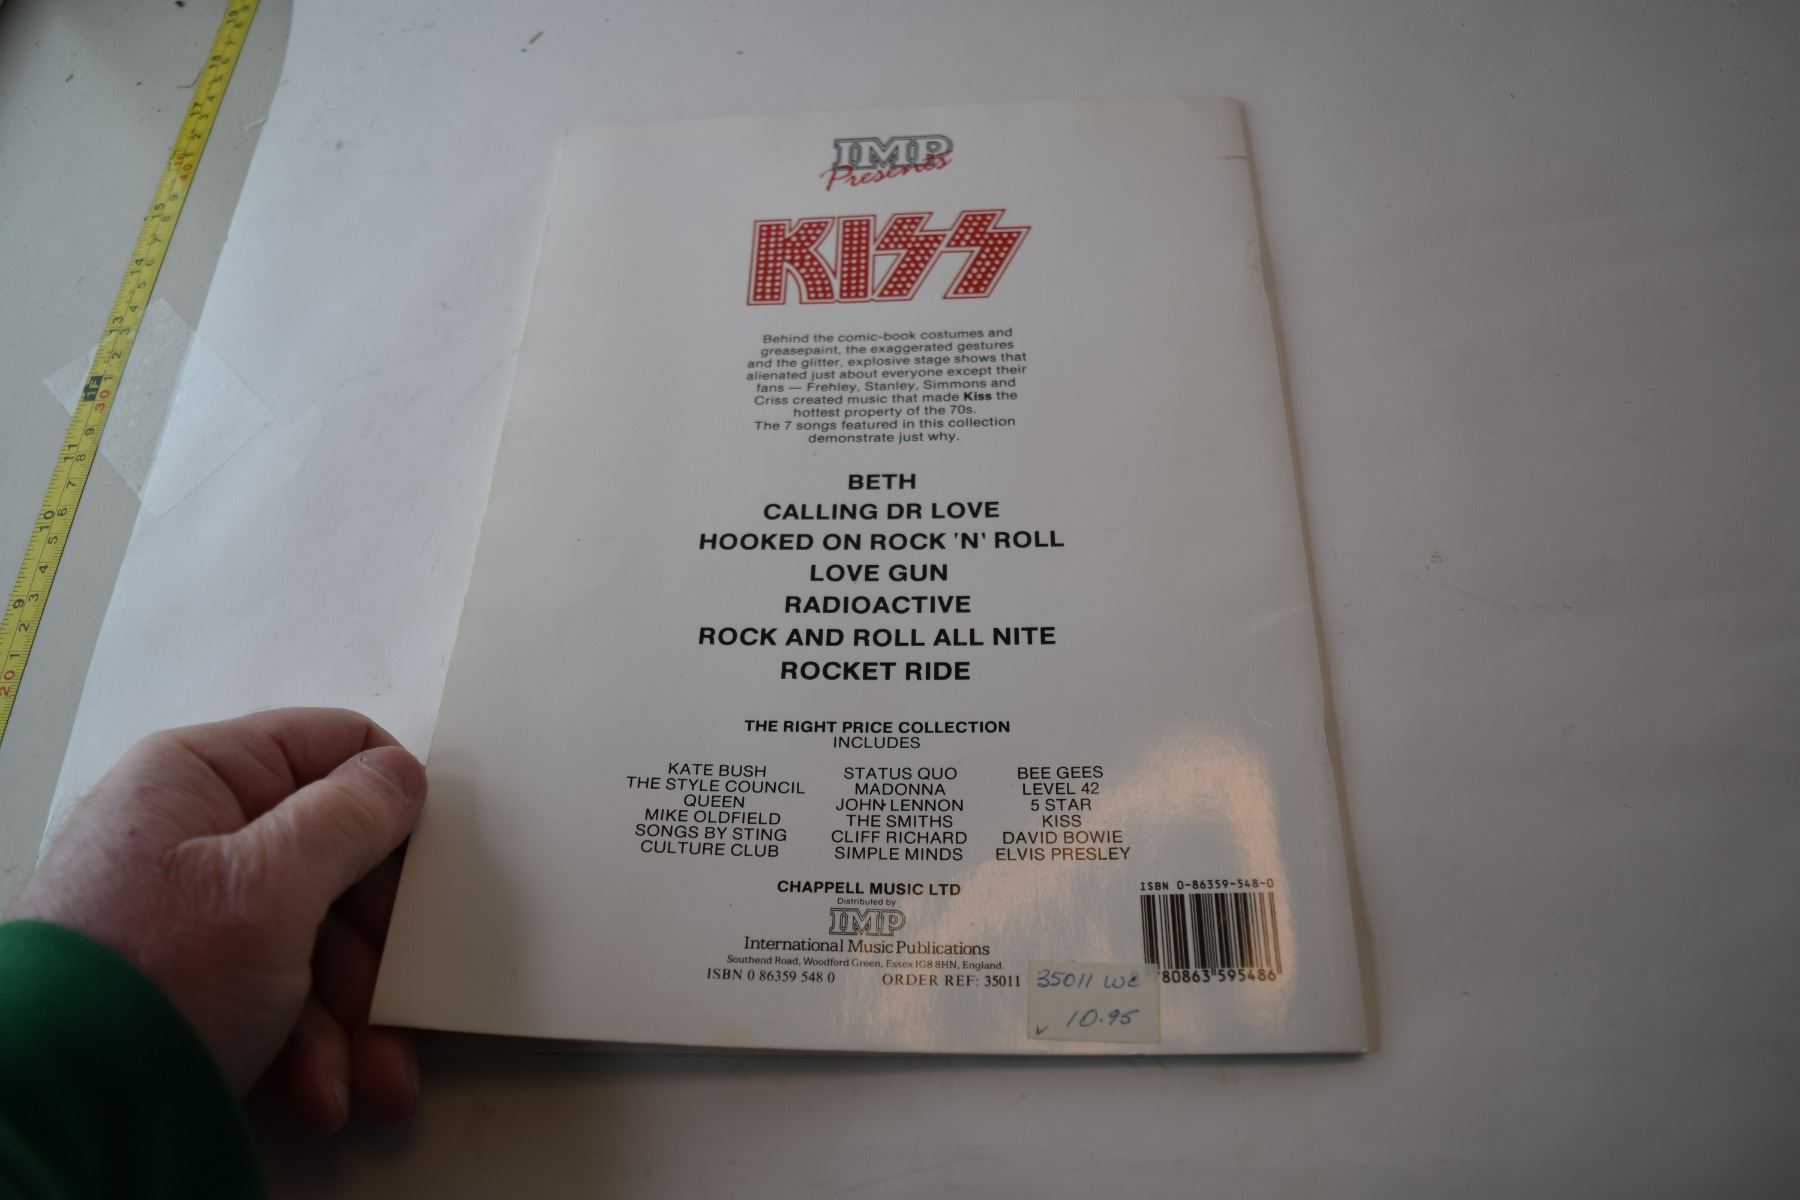 IMP
Presents
KISS
Behind the comic-book costumes and
greasepaint, the exaggerated gestures
and the glitter, explosive stage shows that
alienated just about everyone except their
fans — Frehley, Stanley, Simmons and
Criss created music that made Kiss the
hottest property of the 70s.
The 7 songs featured in this collection
demonstrate just why.
BETH
CALLING DR LOVE
HOOKED ON ROCK 'N' ROLL
LOVE GUN
RADIOACTIVE
ROCK AND ROLL ALL NITE
ROCKET RIDE
THE RIGHT PRICE COLLECTION
INCLUDES
KATE BUSH
THE STYLE COUNCIL
QUEEN
MIKE OLDFIELD
SONGS BY STING
CULTURE CLUB
STATUS QUO
MADONNA
JOHN LENNON
THE SMITHS
CLIFF RICHARD
SIMPLE MINDS
BEE GEES
LEVEL 42
5 STAR
KISS
DAVID BOWIE
ELVIS PRESLEY
CHAPPELL MUSIC LTD
Distributed by
IMP
International Music Publications
Southend Road, Woodford Green, Essex IG8 8HN, England.
ISBN 0 86359 548 0 ORDER REF: 35011
ISBN 0-86359-548-0
780863 595486
35011 WE
10.95